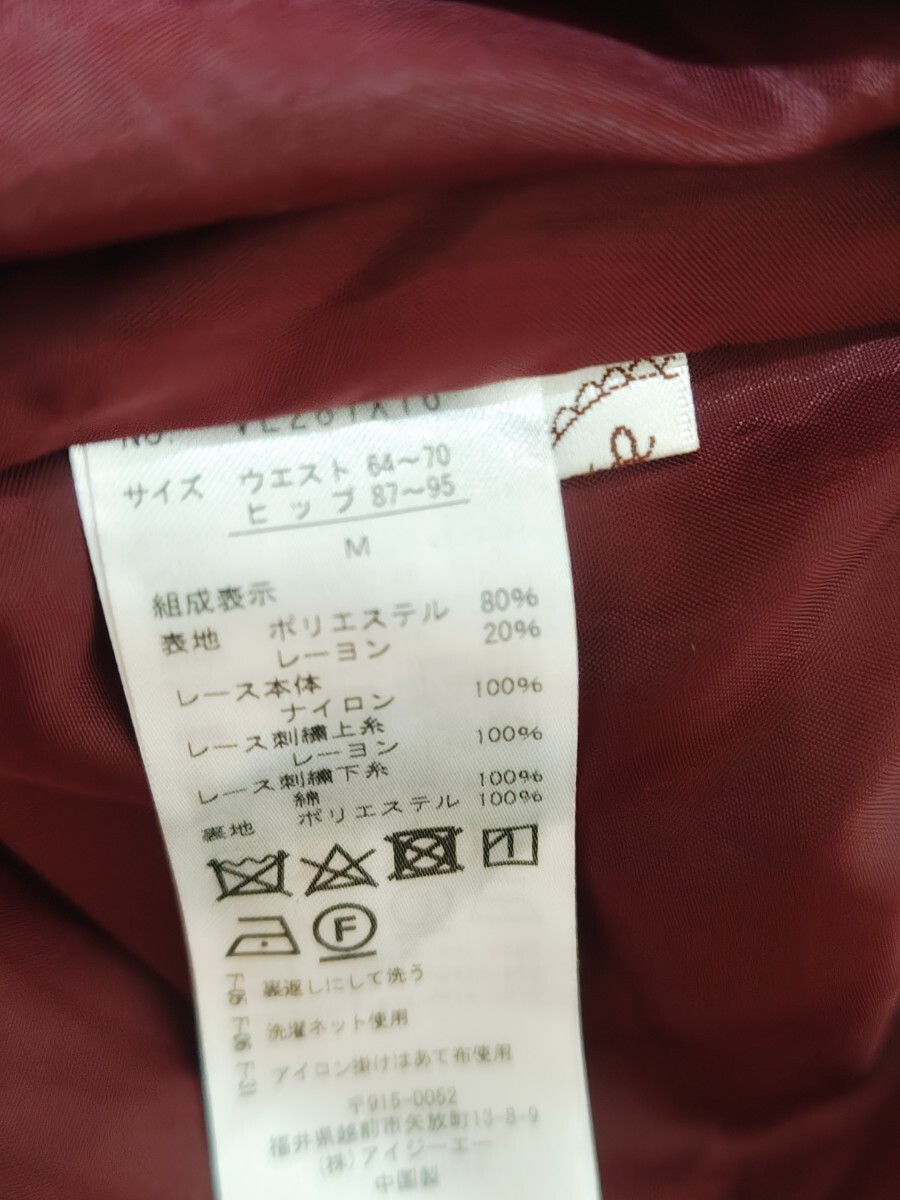 サイズ ウエスト 64～70
ヒップ 87～95
M
組成表示
表地 ポリエステル 80%
レーヨン 20%
レース本体
ナイロン 100%
レース刺繍上糸
レーヨン 100%
レース刺繍下糸
綿 100%
裏地 ポリエステル 100%
F
裏返しにして洗う
洗濯ネット使用
アイロン掛けはあて布使用
〒915-0052
福井県越前市矢放町13-8-9
(株)アイジーエー
中国製